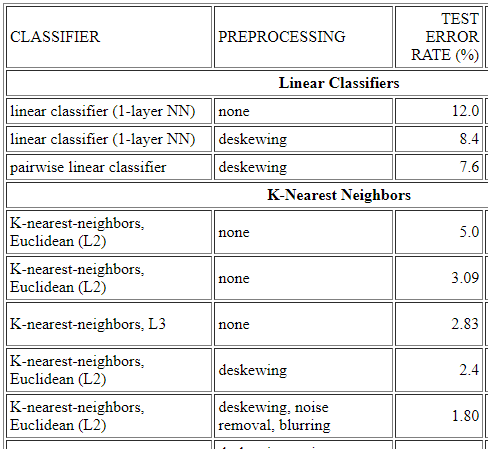 CLASSIFIER PREPROCESSING TEST ERROR RATE (%)
Linear Classifiers
linear classifier (1-layer NN) none 12.0
linear classifier (1-layer NN) deskewing 8.4
pairwise linear classifier deskewing 7.6
K-Nearest Neighbors
K-nearest-neighbors, Euclidean (L2) none 5.0
K-nearest-neighbors, Euclidean (L2) none 3.09
K-nearest-neighbors, L3 none 2.83
K-nearest-neighbors, Euclidean (L2) deskewing 2.4
K-nearest-neighbors, Euclidean (L2) deskewing, noise removal, blurring 1.80